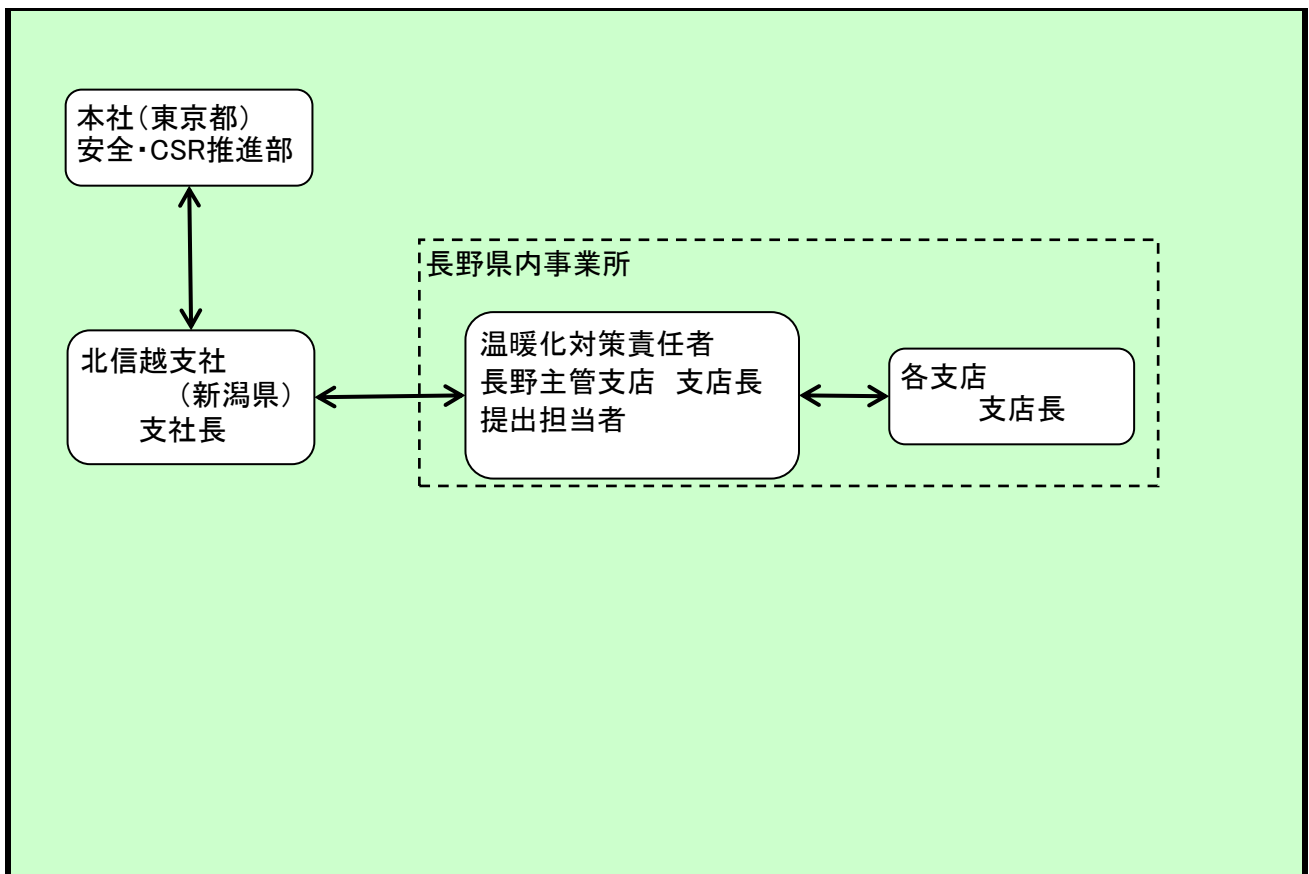 本社（東京都）
安全・CSR推進部
長野県内事業所
北信越支社
（新潟県）
支社長
温暖化対策責任者
長野主管支店　支店長
提出担当者
各支店
支店長